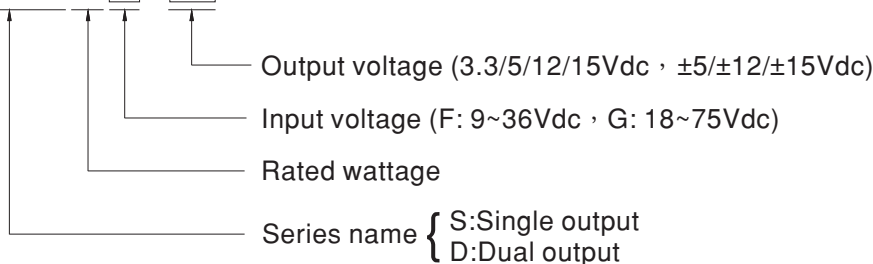 Output voltage (3.3/5/12/15Vdc，±5/±12/±15Vdc)
Input voltage (F: 9~36Vdc，G: 18~75Vdc)
Rated wattage
Series name { S:Single output
D:Dual output